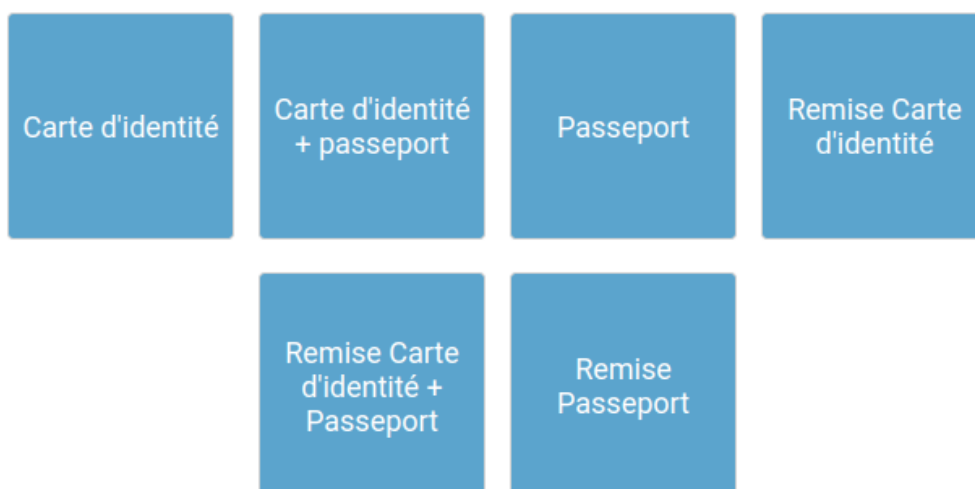 Carte d'identité
Carte d'identité
+ passeport
Passeport
Remise Carte
d'identité
Remise Carte
d'identité +
Passeport
Remise
Passeport